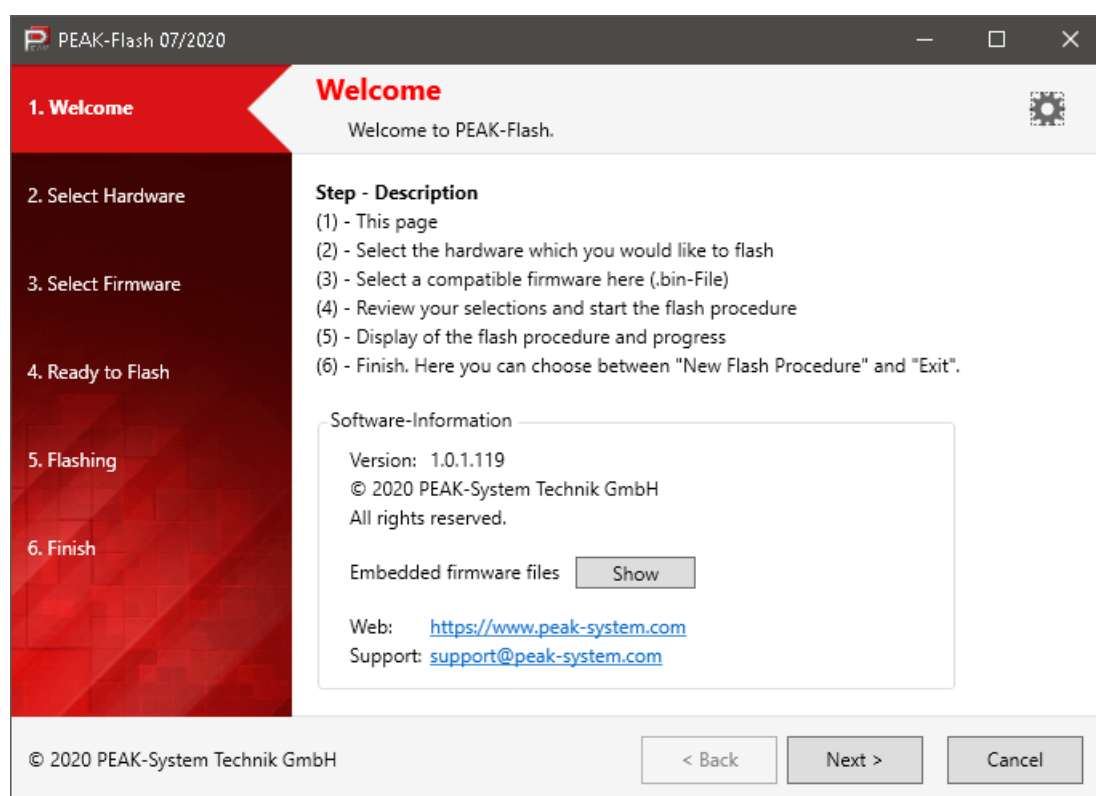 PEAK-Flash 07/2020
1. Welcome
2. Select Hardware
3. Select Firmware
4. Ready to Flash
5. Flashing
6. Finish
Welcome
Welcome to PEAK-Flash.
Step - Description
(1) - This page
(2) - Select the hardware which you would like to flash
(3) - Select a compatible firmware here (.bin-File)
(4) - Review your selections and start the flash procedure
(5) - Display of the flash procedure and progress
(6) - Finish. Here you can choose between "New Flash Procedure" and "Exit".
Software-Information
Version: 1.0.1.119
© 2020 PEAK-System Technik GmbH
All rights reserved.
Embedded firmware files Show
Web: https://www.peak-system.com
Support: support@peak-system.com
© 2020 PEAK-System Technik GmbH
< Back Next > Cancel